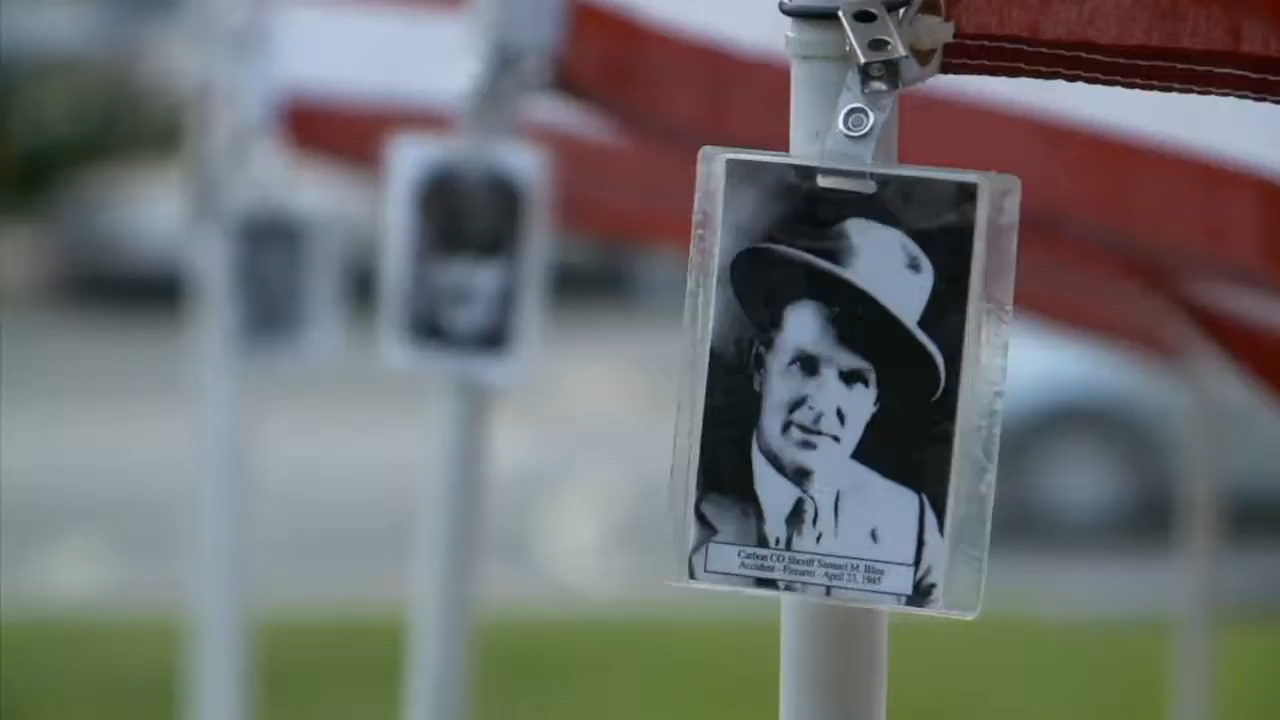 Carbon CO Sheriff Samuel M. Bliss
Accident - Firearm - April 23, 1945